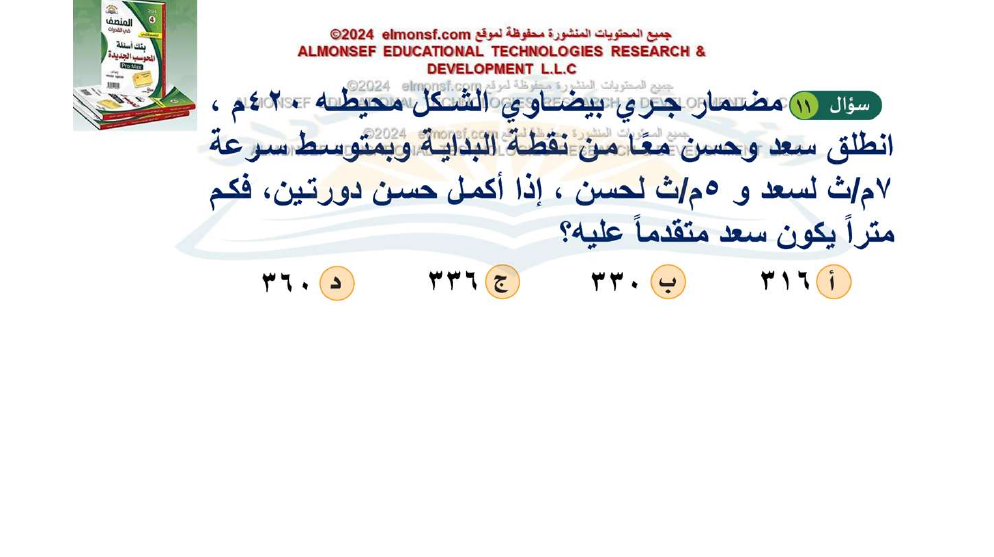 جميع المحتويات المنشورة محفوظة لموقع elmonsf.com ©2024
ALMONSEF EDUCATIONAL TECHNOLOGIES RESEARCH &
DEVELOPMENT L.L.C
المنصف
في القدرات
بنك أسئلة
المحوسب الجديدة
سؤال ١١ مضمار جري بيضاوي الشكل محيطه ٤٢٠م ،
انطلق سعد وحسن معًا من نقطة البداية وبمتوسط سرعة
٧م/ث لسعد و ٥م/ث لحسن ، إذا أكمل حسن دورتين، فكم
متراً يكون سعد متقدماً عليه؟
أ ٣١٦
ب ٣٣٠
ج ٣٣٦
د ٣٦٠